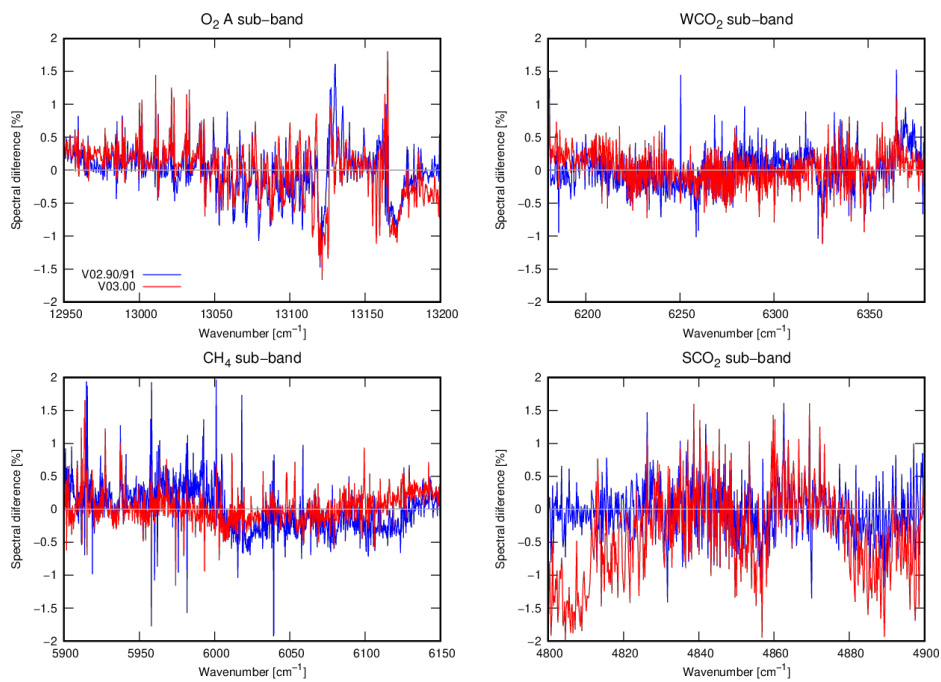 O₂ A sub−band
2
1.5
1
0.5
0
−0.5
−1
−1.5
−2
Spectral diiference [%]
V02.90/91
V03.00
12950 13000 13050 13100 13150 13200
Wavenumber [cm⁻¹]
WCO₂ sub−band
2
1.5
1
0.5
0
−0.5
−1
−1.5
−2
Spectral diiference [%]
6200 6250 6300 6350
Wavenumber [cm⁻¹]
CH₄ sub−band
2
1.5
1
0.5
0
−0.5
−1
−1.5
−2
Spectral diiference [%]
5900 5950 6000 6050 6100 6150
Wavenumber [cm⁻¹]
SCO₂ sub−band
2
1.5
1
0.5
0
−0.5
−1
−1.5
−2
Spectral diiference [%]
4800 4820 4840 4860 4880 4900
Wavenumber [cm⁻¹]